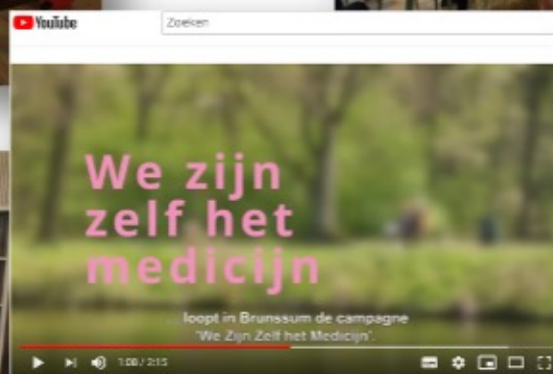 YouTube
Zoeken
We zijn
zelf het
medicijn
... loopt in Brunssum de campagne
'We Zijn Zelf het Medicijn'.
1:08 / 2:15